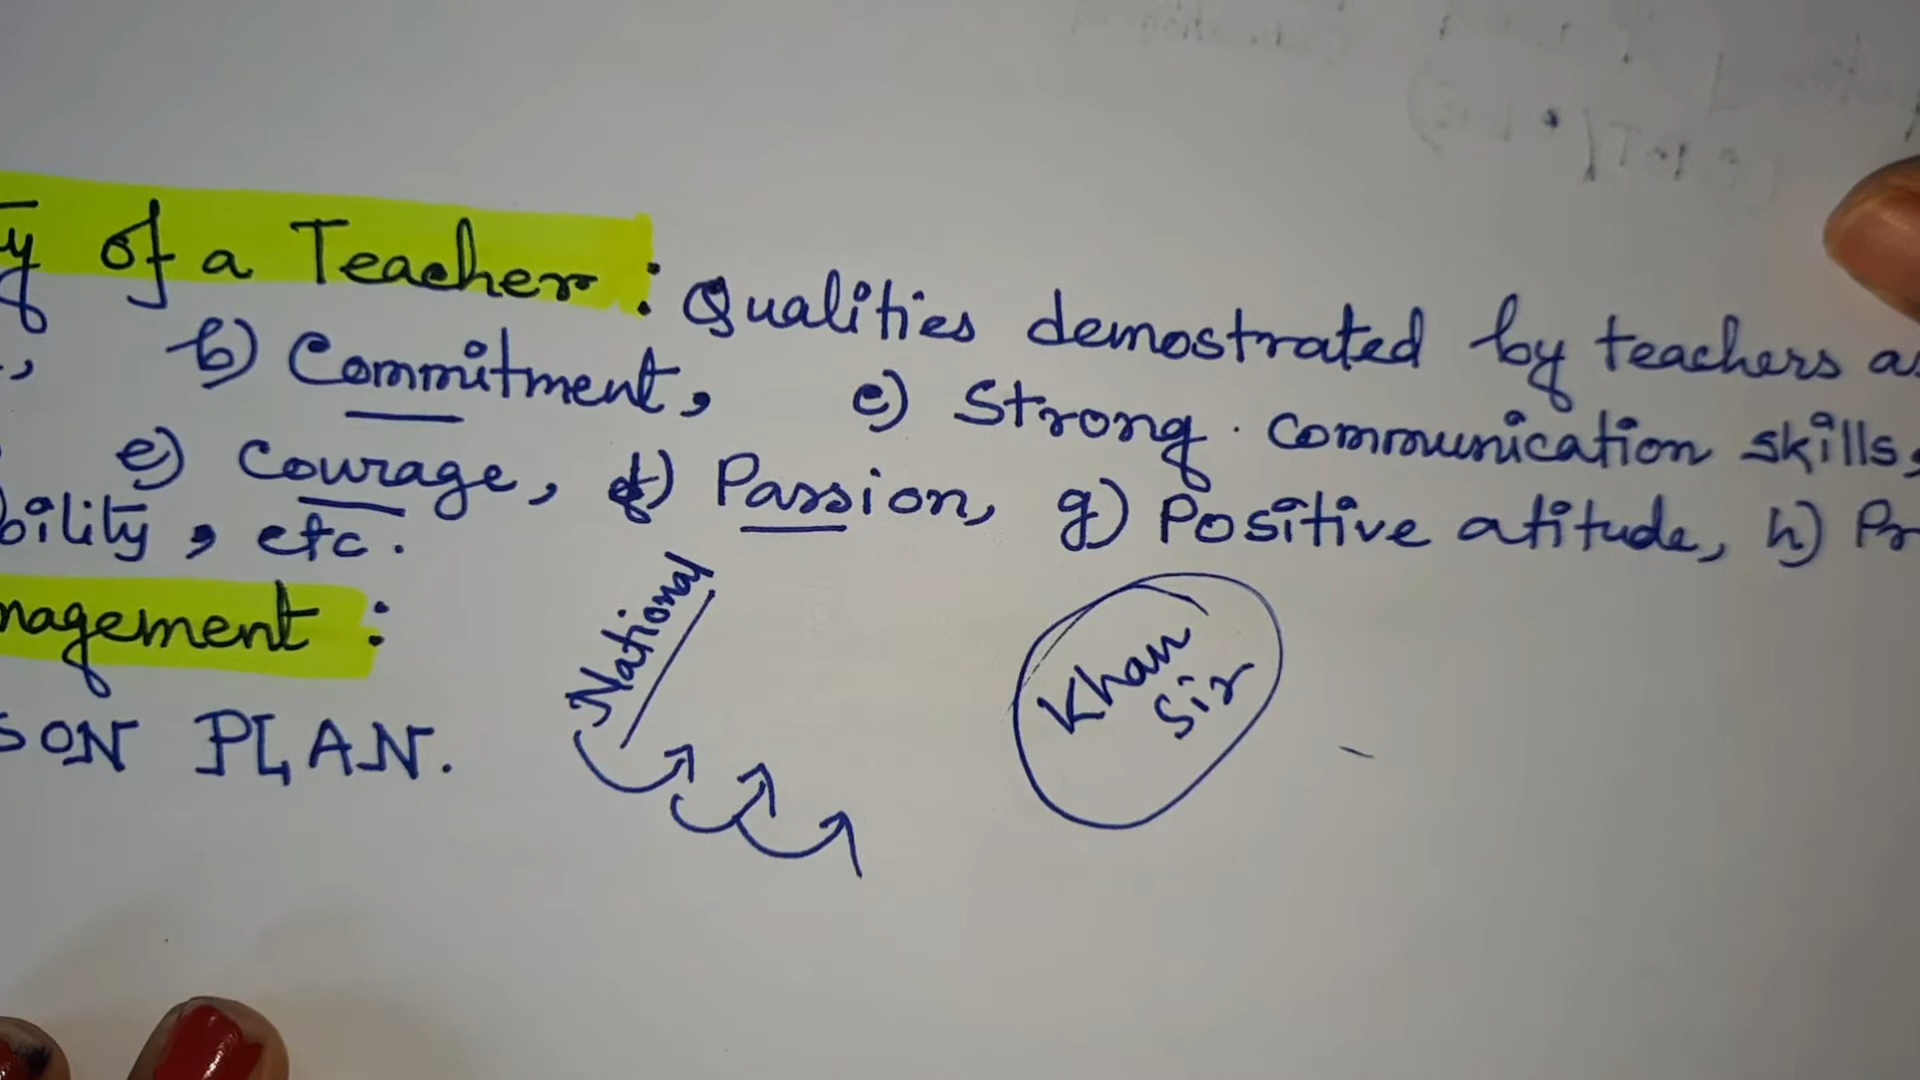 y of a Teacher : Qualities demostrated by teachers as
, b) Commitment, c) Strong communication skills,
e) Courage, f) Passion, g) Positive atitude, h) Pr
bility, etc.
nagement :
SON PLAN.
National
Khan
Sir